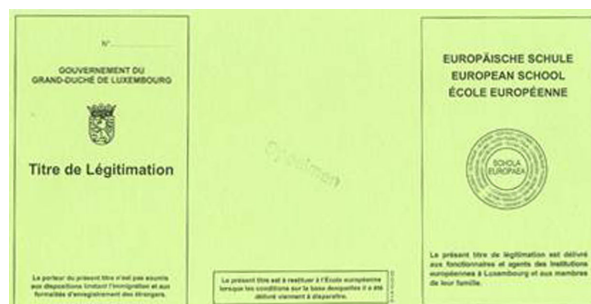 N°
GOUVERNEMENT DU
GRAND-DUCHÉ DE LUXEMBOURG
Titre de Légitimation
Le porteur du présent titre n'est pas soumis
aux dispositions limitant l'immigration et aux
formalités d'enregistrement des étrangers.
Specimen
Le présent titre est à restituer à l'École européenne
lorsque les conditions sur la base desquelles il a été
délivré viennent à disparaître.
EUROPÄISCHE SCHULE
EUROPEAN SCHOOL
ÉCOLE EUROPÉENNE
SCHOLA
EUROPAEA
Le présent titre de légitimation est délivré
aux fonctionnaires et agents des institutions
européennes à Luxembourg et aux membres
de leur famille.